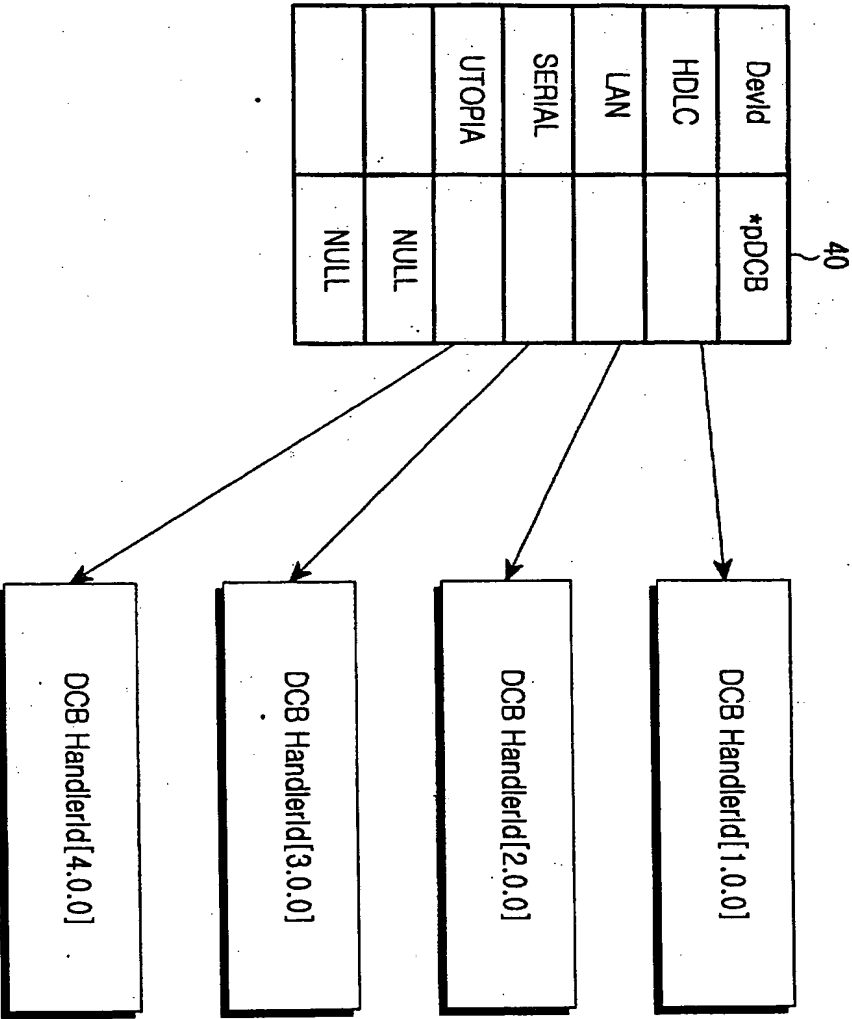 40
DevId *pDCB
HDLC
LAN
SERIAL
UTOPIA
NULL
NULL
DCB HandlerId[1.0.0]
DCB HandlerId[2.0.0]
DCB HandlerId[3.0.0]
DCB HandlerId[4.0.0]